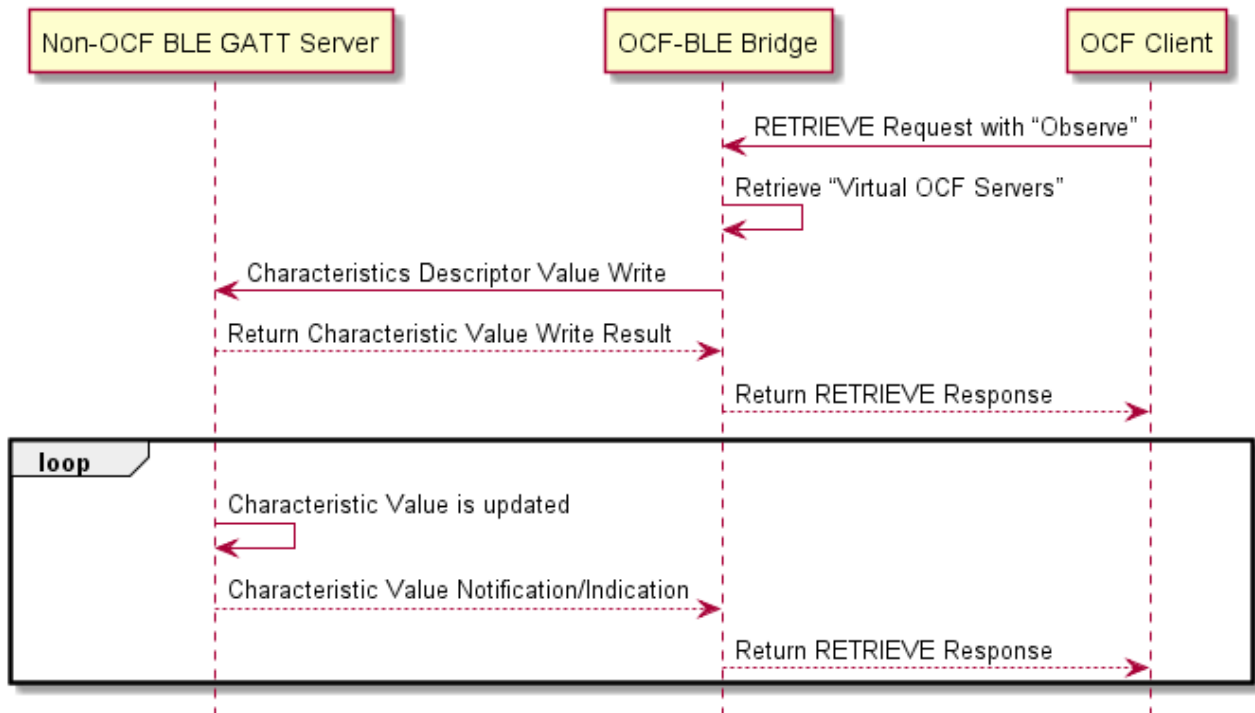 Non-OCF BLE GATT Server
OCF-BLE Bridge
OCF Client
RETRIEVE Request with “Observe”
Retrieve “Virtual OCF Servers”
Characteristics Descriptor Value Write
Return Characteristic Value Write Result
Return RETRIEVE Response
loop
Characteristic Value is updated
Characteristic Value Notification/Indication
Return RETRIEVE Response